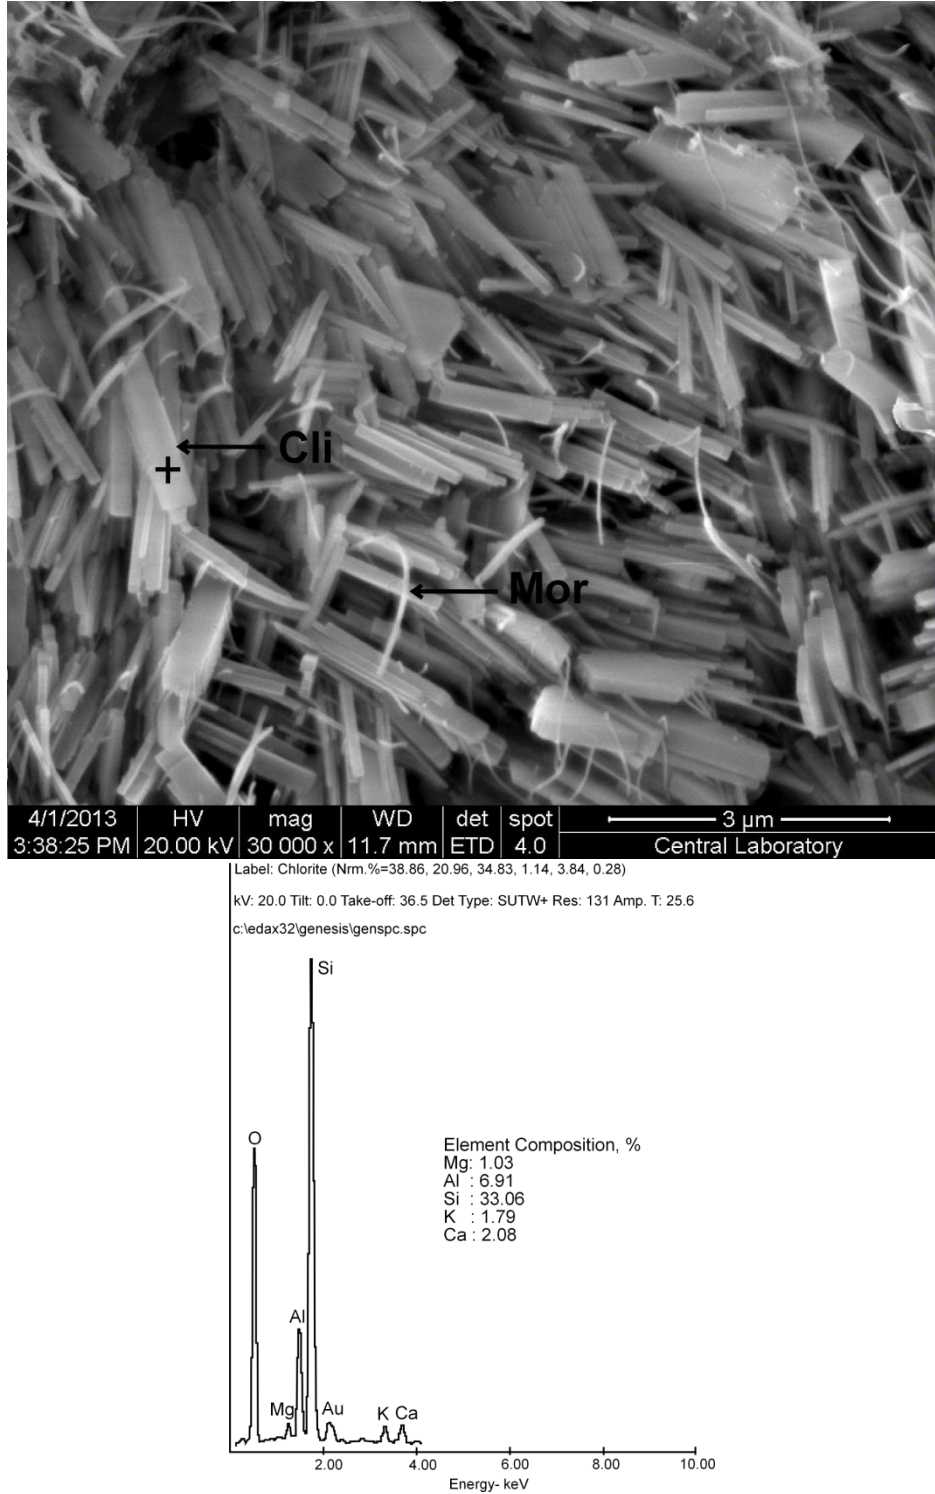 Cli
+
Mor
4/1/2013 HV mag WD det spot 3 µm
3:38:25 PM 20.00 kV 30 000 x 11.7 mm ETD 4.0 Central Laboratory
Label: Chlorite (Nrm.%=38.86, 20.96, 34.83, 1.14, 3.84, 0.28)
kV: 20.0 Tilt: 0.0 Take-off: 36.5 Det Type: SUTW+ Res: 131 Amp. T: 25.6
c:\edax32\genesis\genspc.spc
Si
O
Element Composition, %
Mg: 1.03
Al : 6.91
Si : 33.06
K : 1.79
Ca : 2.08
Al
Mg Au K Ca
2.00 4.00 6.00 8.00 10.00
Energy- keV